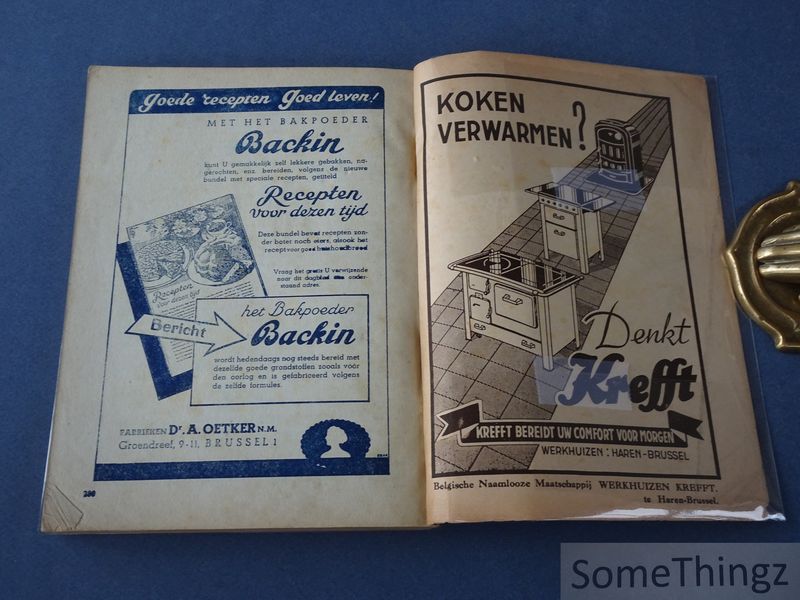 Goede recepten Goed leven!
MET HET BAKPOEDER
Backin
kunt U gemakkelijk zelf lekkere gebakken, na-
gerechten, enz. bereiden, volgens de nieuwe
bundel met speciale recepten, getiteld
Recepten
voor dezen tijd
Deze bundel bevat recepten zon-
der boter noch eiers, alsook het
recept voor goed huishoudbrood
Vraag het gratis U verwijzende
naar dit dagblad aan onder-
staand adres.
Recepten
voor dezen tijd
Bericht
het Bakpoeder
Backin
wordt hedendaags nog steeds bereid met
dezelfde goede grondstoffen zooals vóór
den oorlog en is gefabriceerd volgens
de zelfde formules.
FABRIEKEN Dr. A. OETKER N.M.
Groendreef, 9-11, BRUSSEL 1
KOKEN
VERWARMEN?
Denkt
Krefft
KREFFT BEREIDT UW COMFORT VOOR MORGEN
WERKHUIZEN: HAREN-BRUSSEL
Belgische Naamlooze Maatschappij WERKHUIZEN KREFFT.
te Haren-Brussel.
SomeThingz